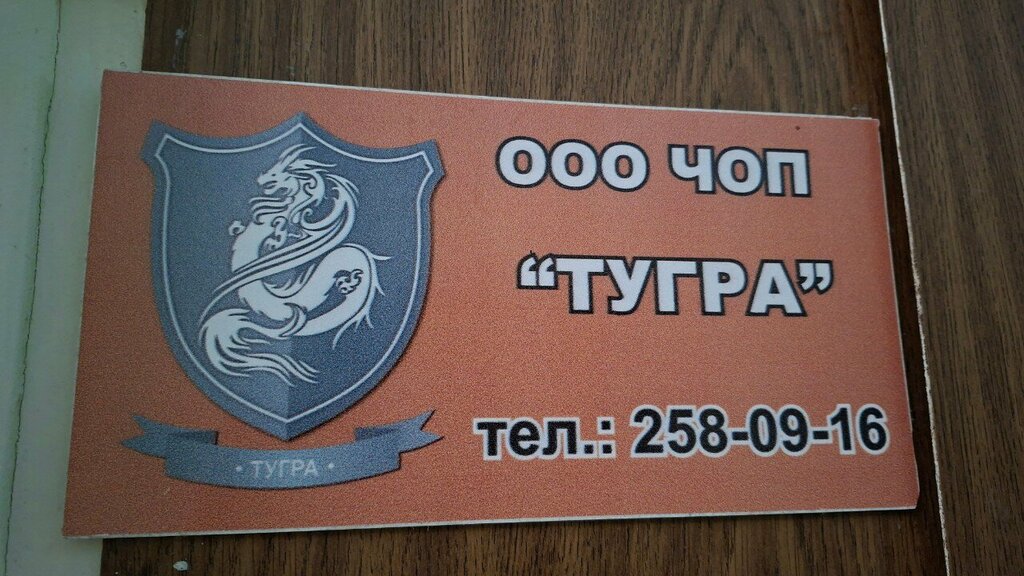 ООО ЧОП
“ТУГРА”
тел.: 258-09-16
· ТУГРА ·